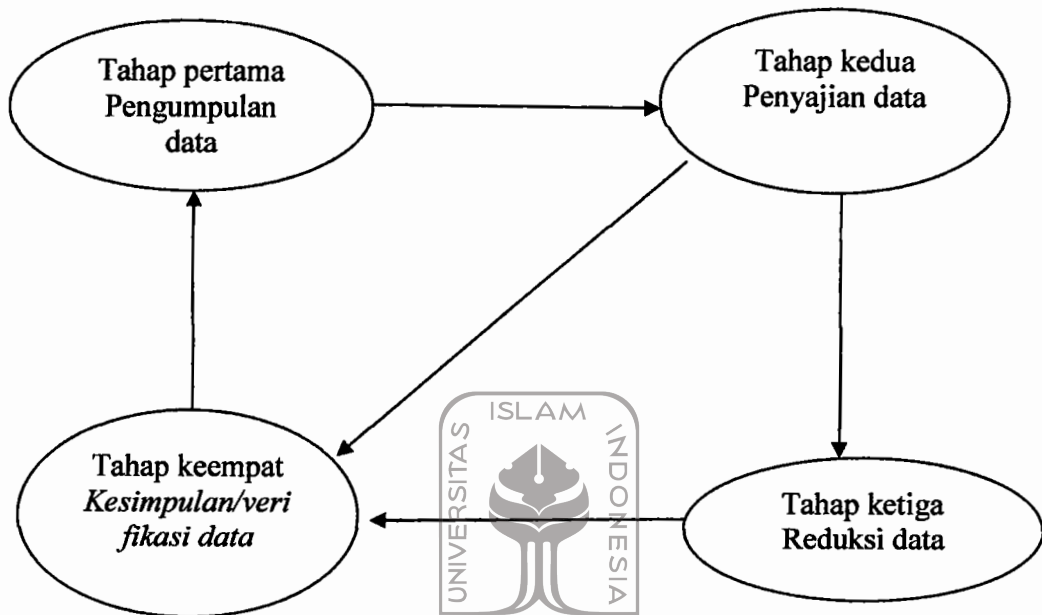 Tahap pertama
Pengumpulan
data
Tahap kedua
Penyajian data
Tahap keempat
Kesimpulan/veri
fikasi data
Tahap ketiga
Reduksi data
UNIVERSITAS
ISLAM
INDONESIA